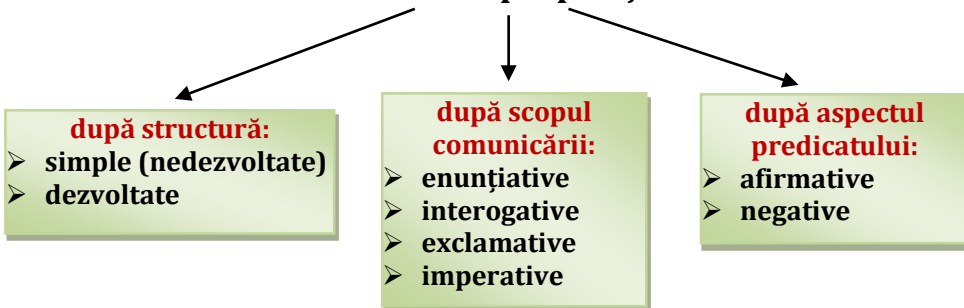 după structură:
➢ simple (nedezvoltate)
➢ dezvoltate
după scopul
comunicării:
➢ enunțiative
➢ interogative
➢ exclamative
➢ imperative
după aspectul
predicatului:
➢ afirmative
➢ negative